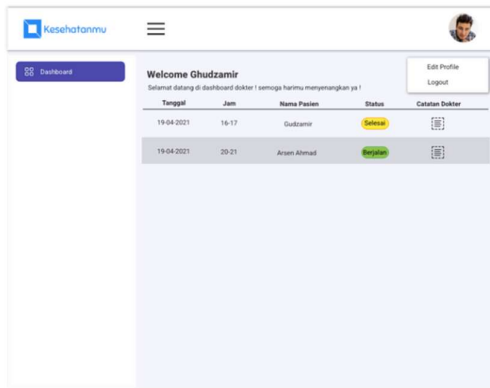 Kesehatanmu
Edit Profile
Logout
Dashboard
Welcome Ghudzamir
Selamat datang di dashboard dokter ! semoga harimu menyenangkan ya !
Tanggal Jam Nama Pasien Status Catatan Dokter
19-04-2021 16-17 Gudzamir Selesai
19-04-2021 20-21 Arsen Ahmad Berjalan